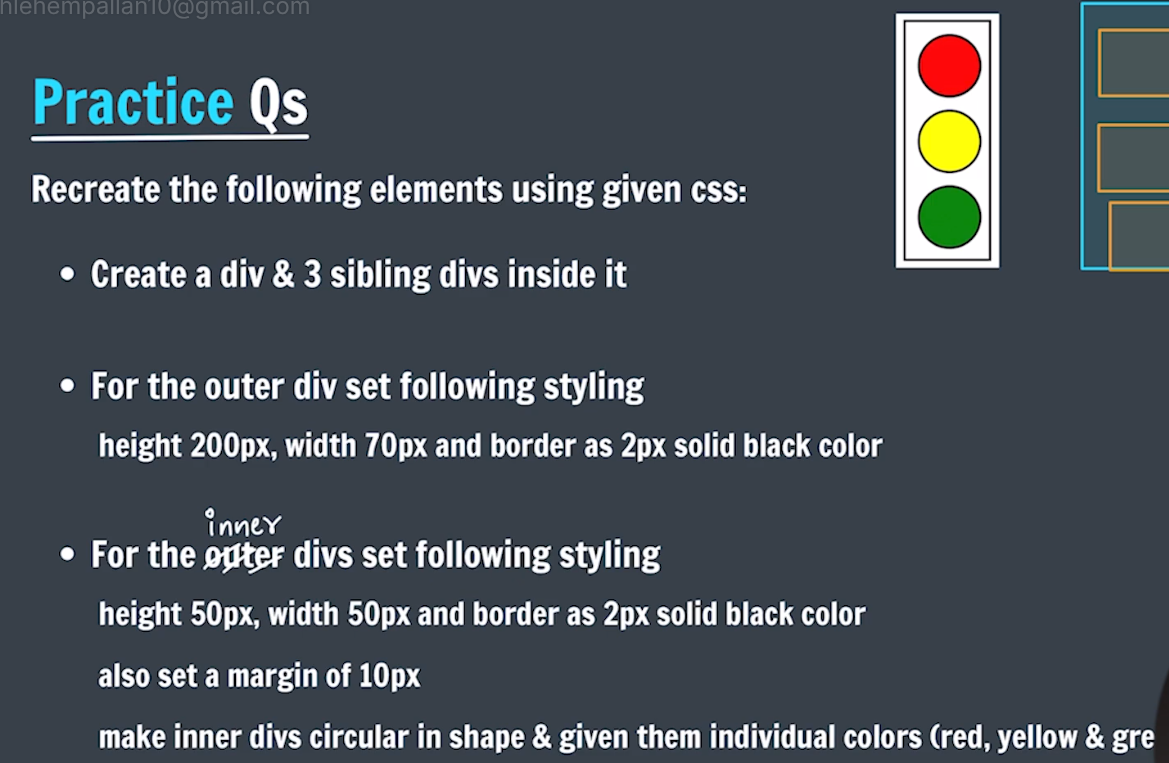 hlehempallan10@gmail.com
Practice Qs
Recreate the following elements using given css:
• Create a div & 3 sibling divs inside it
• For the outer div set following styling
height 200px, width 70px and border as 2px solid black color
inner
• For the outer divs set following styling
height 50px, width 50px and border as 2px solid black color
also set a margin of 10px
make inner divs circular in shape & given them individual colors (red, yellow & gre